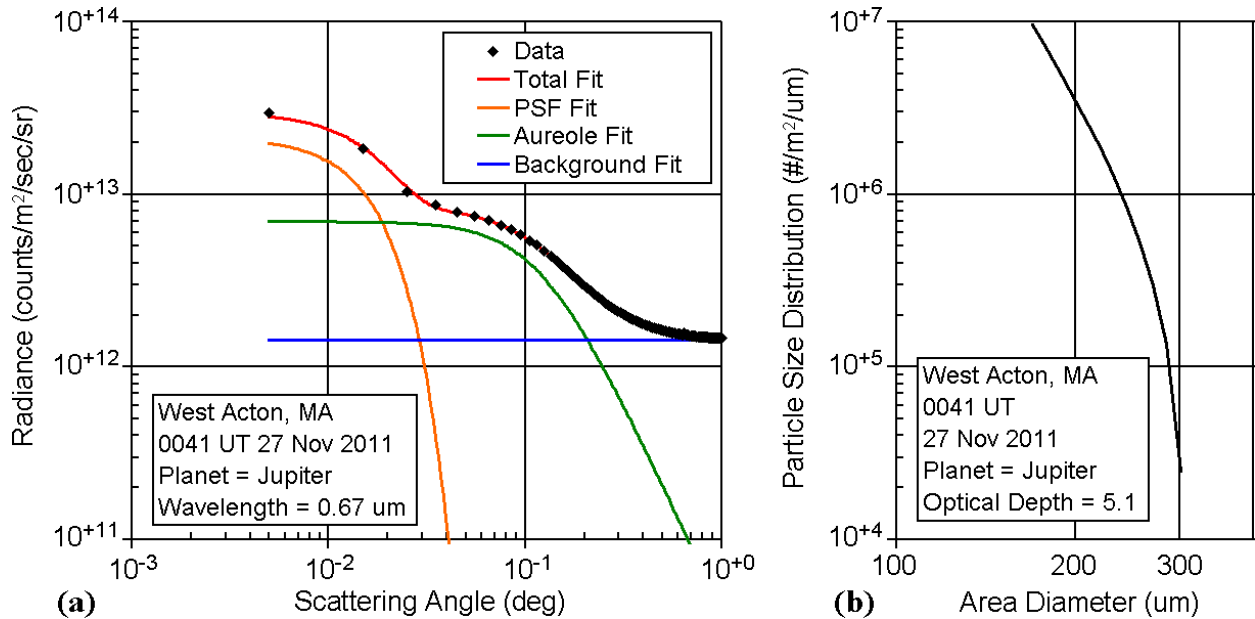 10+14
10+13
10+12
10+11
Radiance (counts/m²/sec/sr)
Data
Total Fit
PSF Fit
Aureole Fit
Background Fit
West Acton, MA
0041 UT 27 Nov 2011
Planet = Jupiter
Wavelength = 0.67 um
10-3
10-2
10-1
10+0
(a)
Scattering Angle (deg)
10+7
10+6
10+5
10+4
Particle Size Distribution (#/m²/um)
West Acton, MA
0041 UT
27 Nov 2011
Planet = Jupiter
Optical Depth = 5.1
100
200
300
(b)
Area Diameter (um)